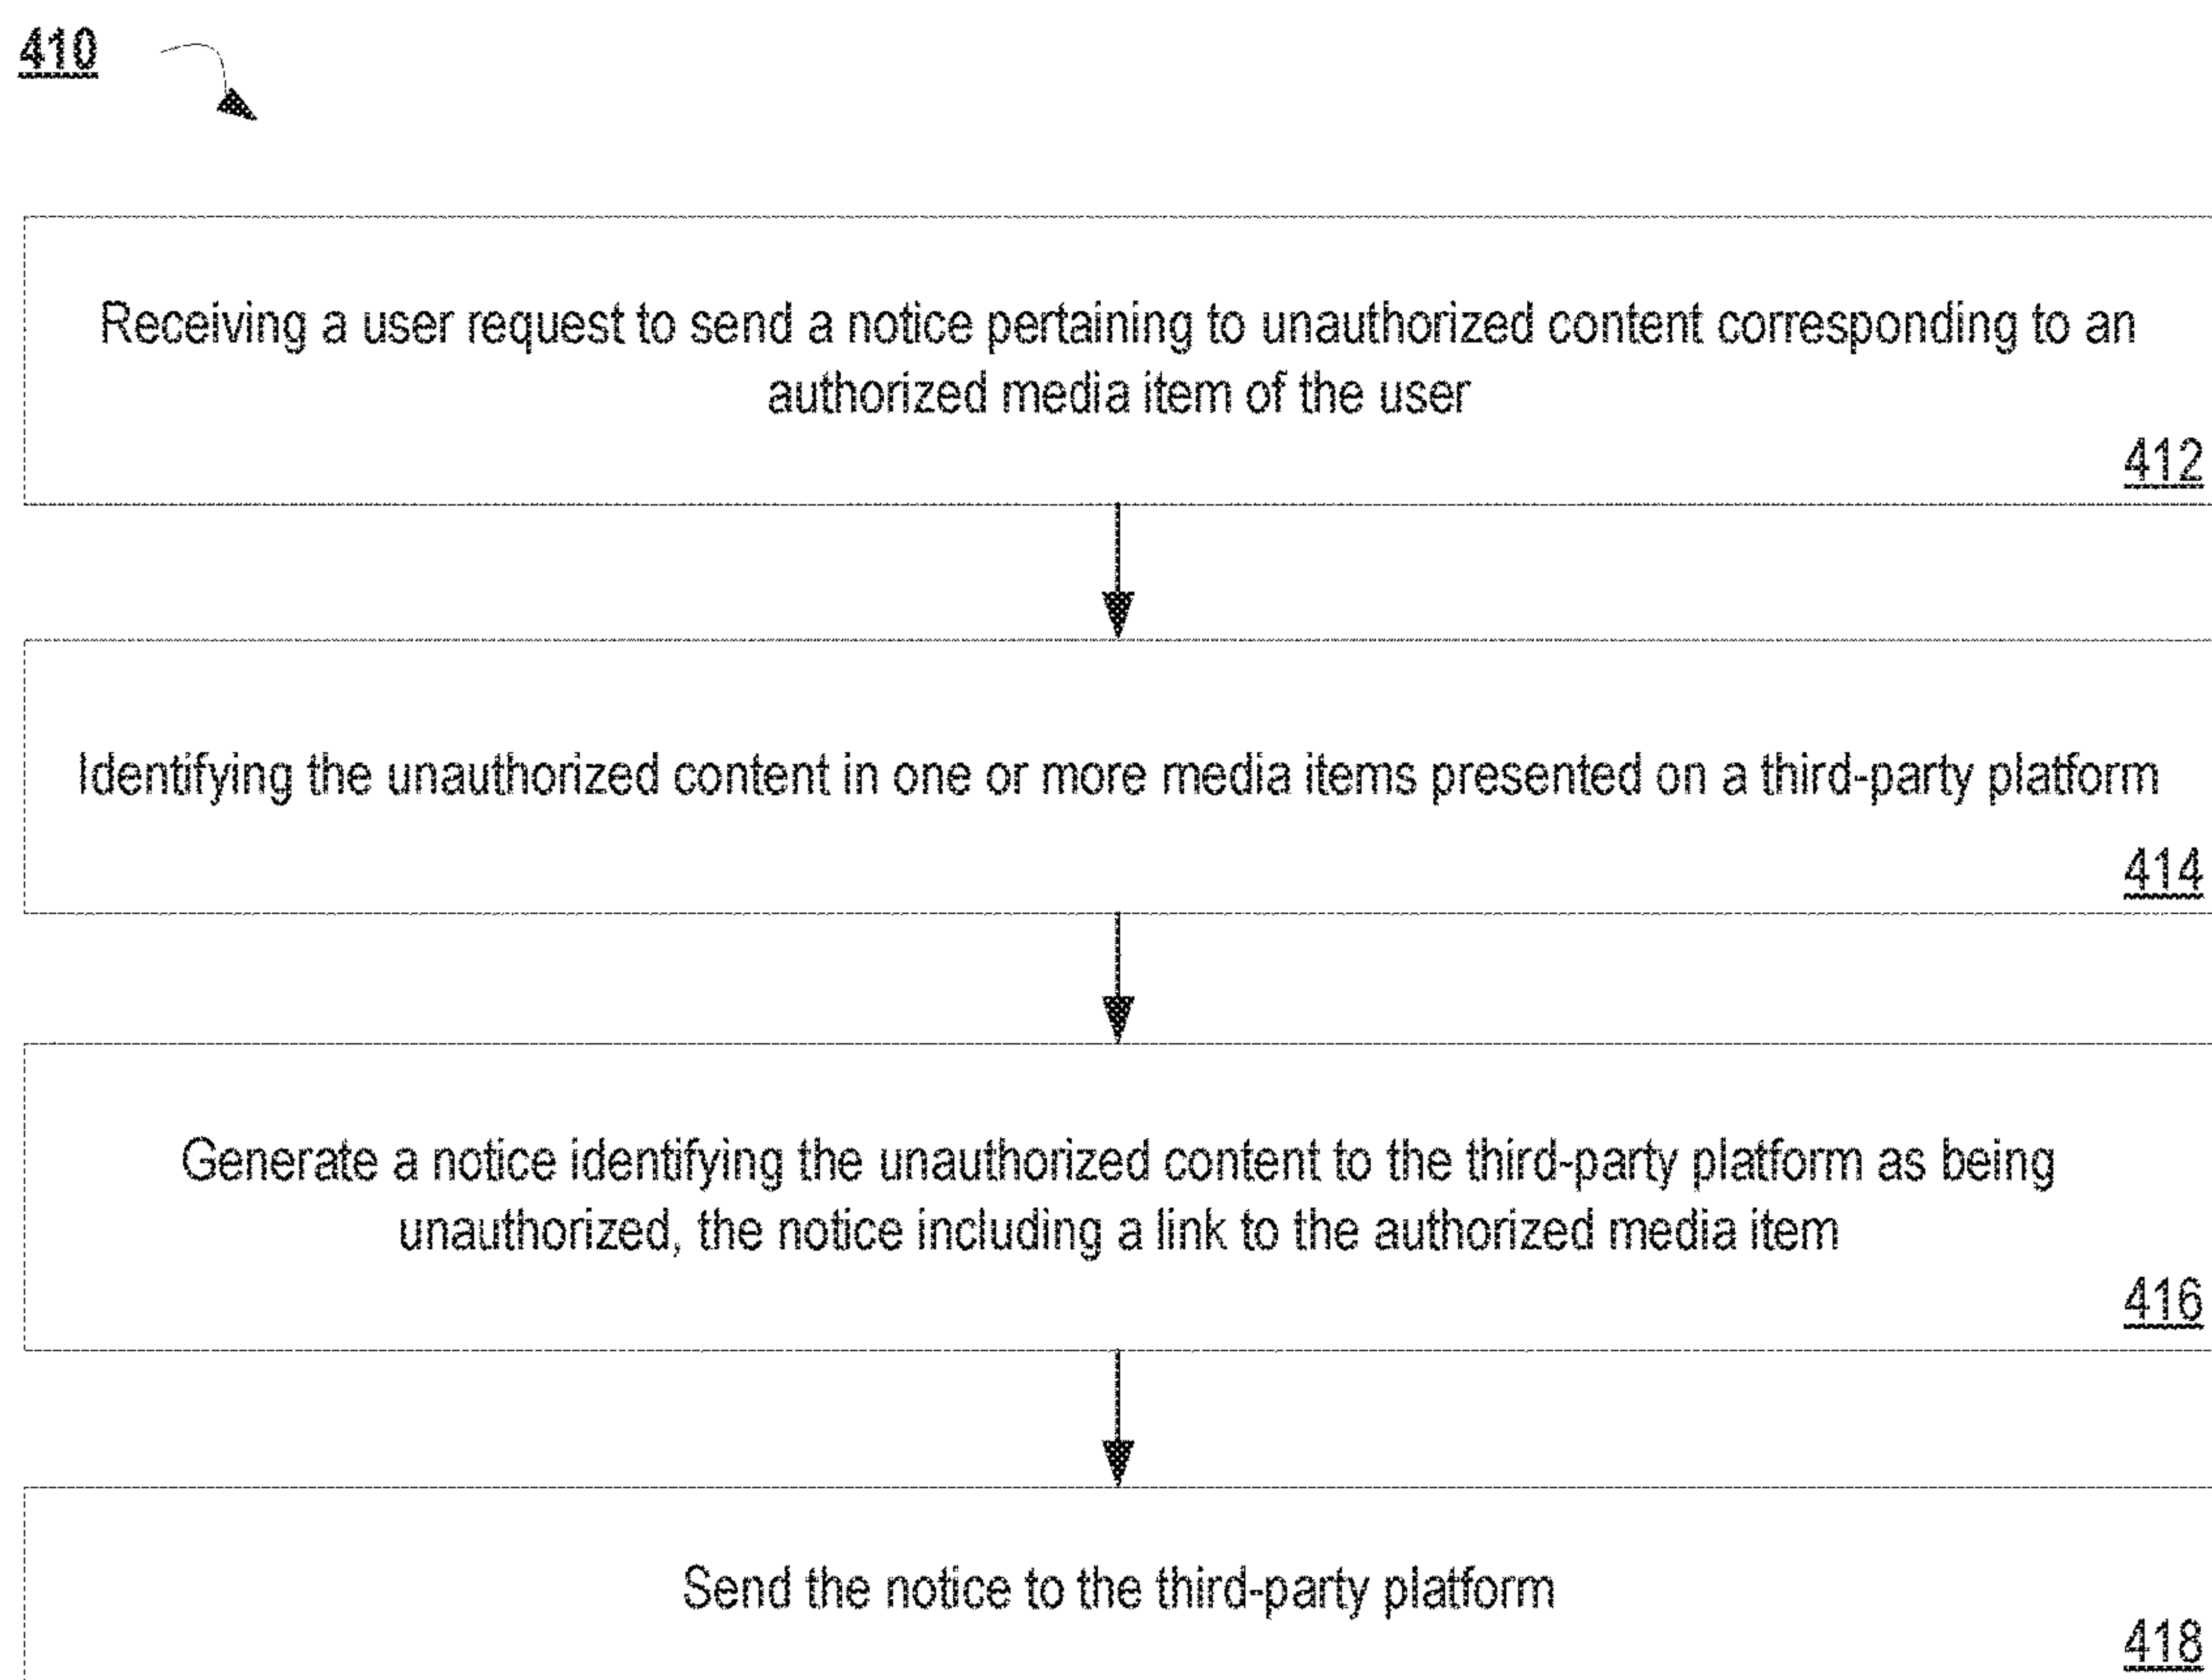 410
Receiving a user request to send a notice pertaining to unauthorized content corresponding to an
authorized media item of the user
412
Identifying the unauthorized content in one or more media items presented on a third-party platform
414
Generate a notice identifying the unauthorized content to the third-party platform as being
unauthorized, the notice including a link to the authorized media item
416
Send the notice to the third-party platform
418